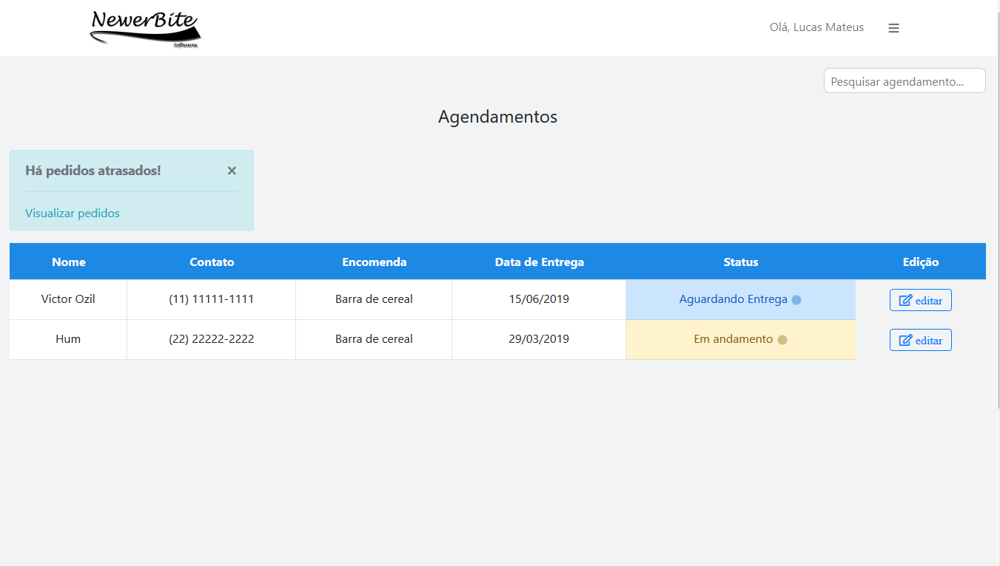 NewerBite
Softwares
Olá, Lucas Mateus
Pesquisar agendamento...
Agendamentos
Há pedidos atrasados! ×
Visualizar pedidos
Nome Contato Encomenda Data de Entrega Status Edição
Victor Ozil (11) 11111-1111 Barra de cereal 15/06/2019 Aguardando Entrega editar
Hum (22) 22222-2222 Barra de cereal 29/03/2019 Em andamento editar